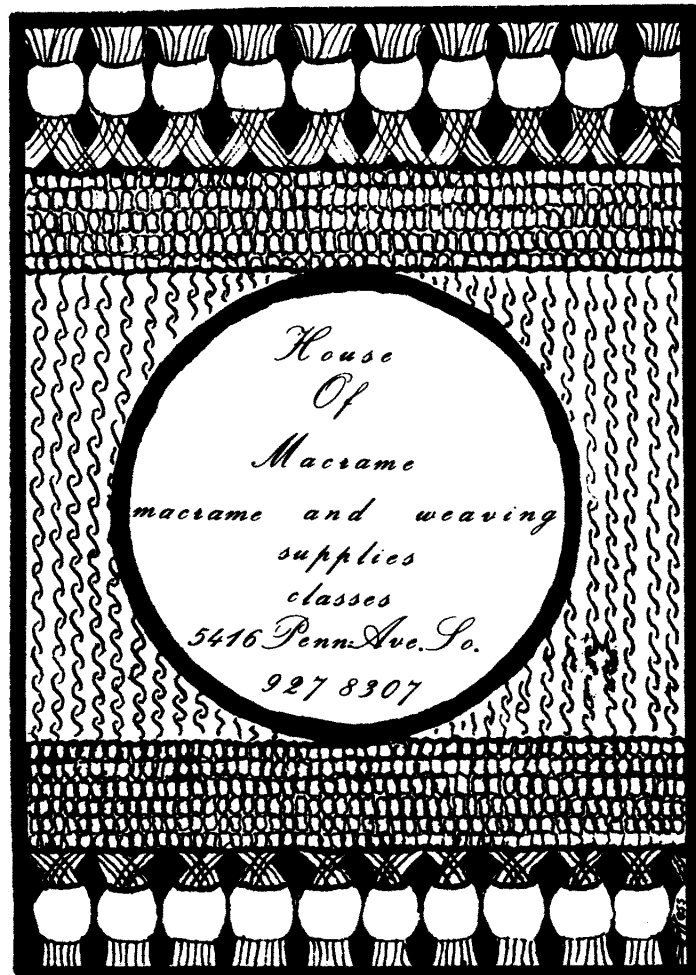 House
Of
Macrame
macrame and weaving
supplies
classes
5416 Penn Ave. So.
927 8307